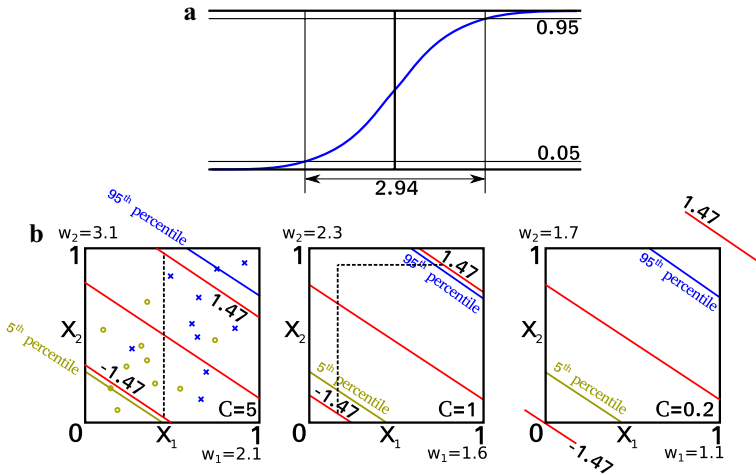 a
0.95
0.05
2.94
b
w2=3.1
1
95th percentile
1.47
X2
5th percentile
-1.47
C=5
0
X1
1
w1=2.1
w2=2.3
1
1.47
95th percentile
X2
5th percentile
-1.47
C=1
0
X1
1
w1=1.6
w2=1.7
1
1.47
95th percentile
X2
5th percentile
C=0.2
0
X1
1
-1.47
w1=1.1